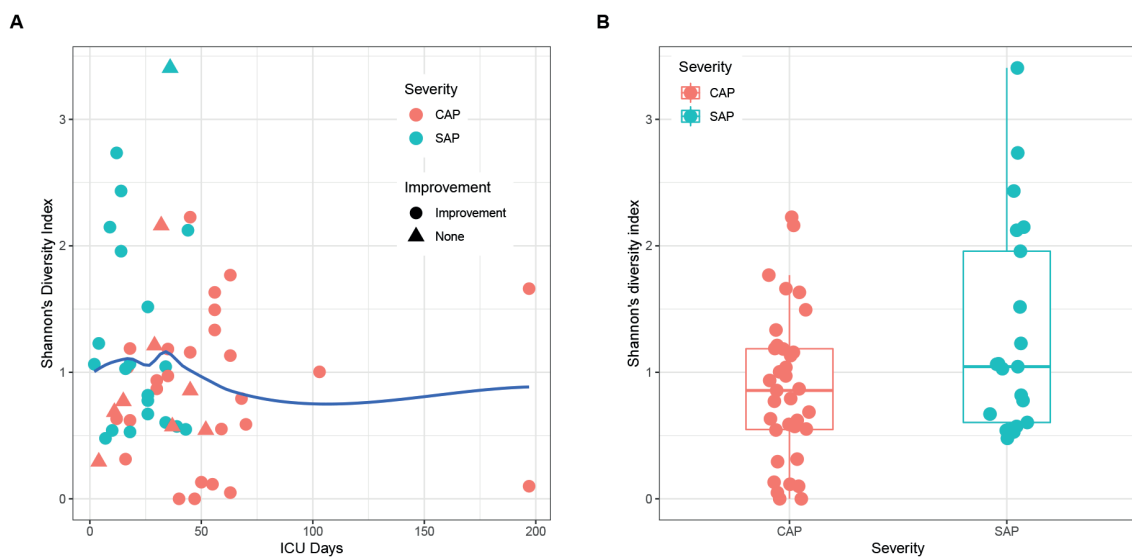 A
Shannon's Diversity Index
3
2
1
0
0
50
100
150
200
ICU Days
Severity
CAP
SAP
Improvement
Improvement
None
B
Shannon's diversity index
3
2
1
0
Severity
CAP
SAP
CAP
SAP
Severity